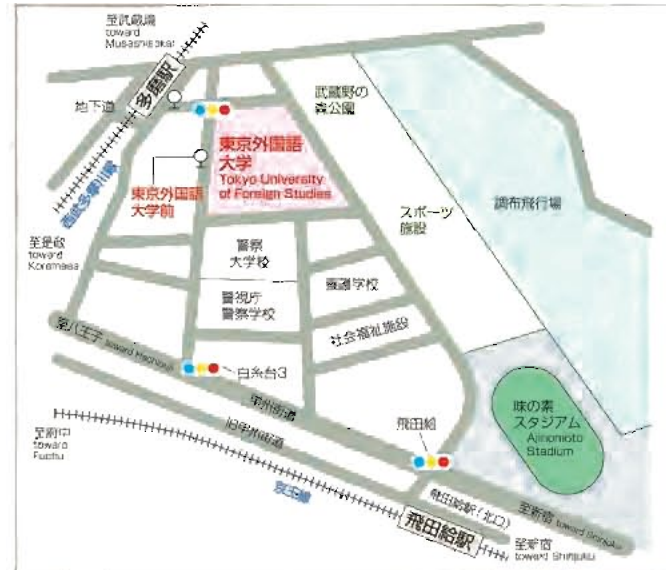 至武蔵境
toward
Musashisakai
多磨駅
地下道
西武多摩川線
東京外国語
大学前
東京外国語
大学
Tokyo University
of Foreign Studies
武蔵野の
森公園
スポーツ
施設
調布飛行場
至是政
toward
Koremasa
警察
大学校
警視庁
警察学校
養護学校
社会福祉施設
至八王子 toward Hachioji
白糸台3
甲州街道
旧甲州街道
飛田給
味の素
スタジアム
Ajinomoto
Stadium
至府中
toward
Fuchu
京王線
飛田給駅(北口)
飛田給駅
至新宿 toward Shinjuku
至新宿
toward Shinjuku